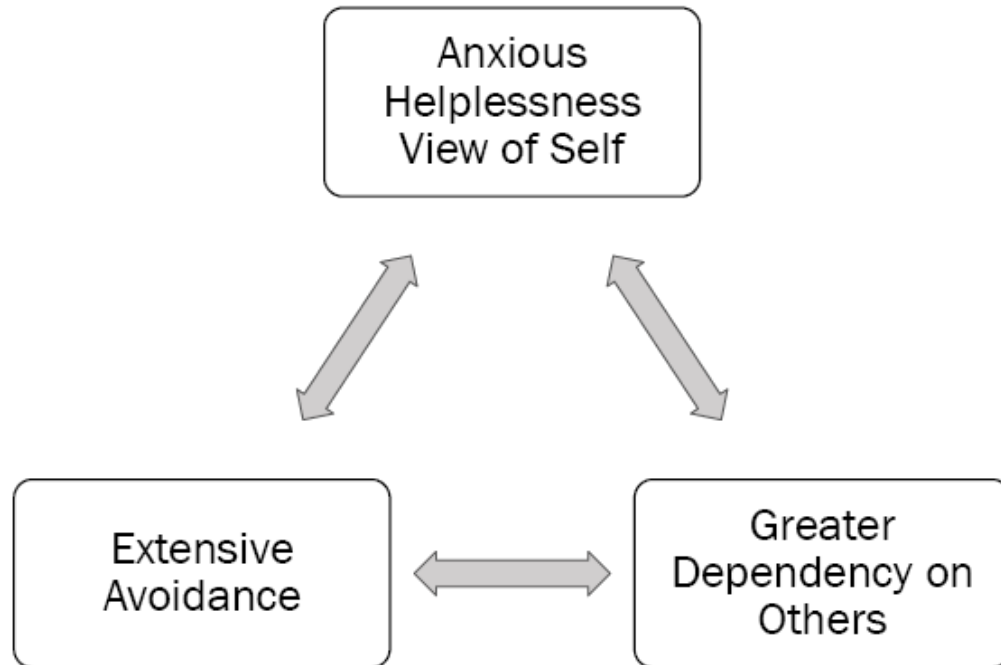 Anxious
Helplessness
View of Self
Extensive
Avoidance
Greater
Dependency on
Others